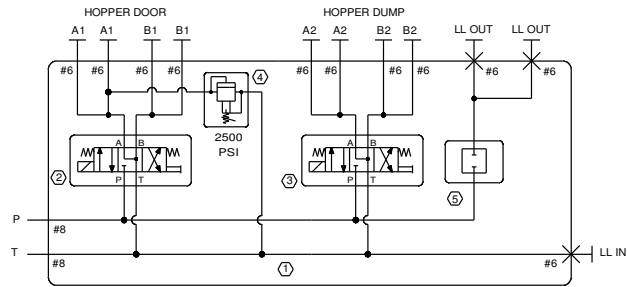 HOPPER DOOR HOPPER DUMP
A1 A1 B1 B1 A2 A2 B2 B2 LL OUT LL OUT
#6 #6 #6 #6 4 #6 #6 #6 #6 #6 #6
2500
PSI
A B A B
2 3 5
P T P T
P #8
T #8 1 #6 LL IN